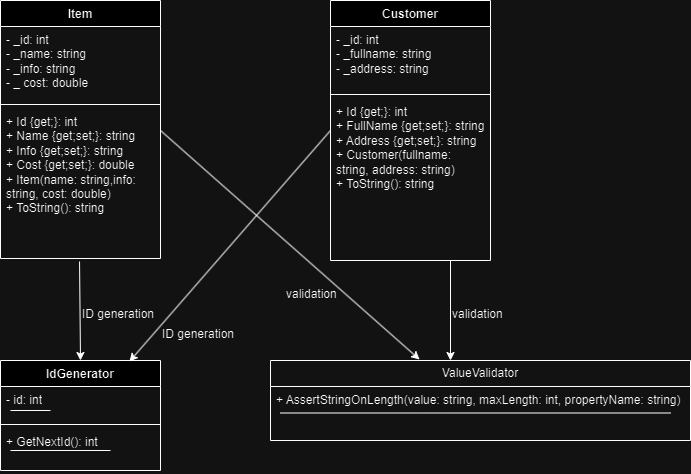 Item
- _id: int
- _name: string
- _info: string
- _ cost: double
+ Id {get;}: int
+ Name {get;set;}: string
+ Info {get;set;}: string
+ Cost {get;set;}: double
+ Item(name: string,info:
string, cost: double)
+ ToString(): string
Customer
- _id: int
- _fullname: string
- _address: string
+ Id {get;}: int
+ FullName {get;set;}: string
+ Address {get;set;}: string
+ Customer(fullname:
string, address: string)
+ ToString(): string
validation
ID generation
validation
ID generation
IdGenerator
- id: int
+ GetNextId(): int
ValueValidator
+ AssertStringOnLength(value: string, maxLength: int, propertyName: string)